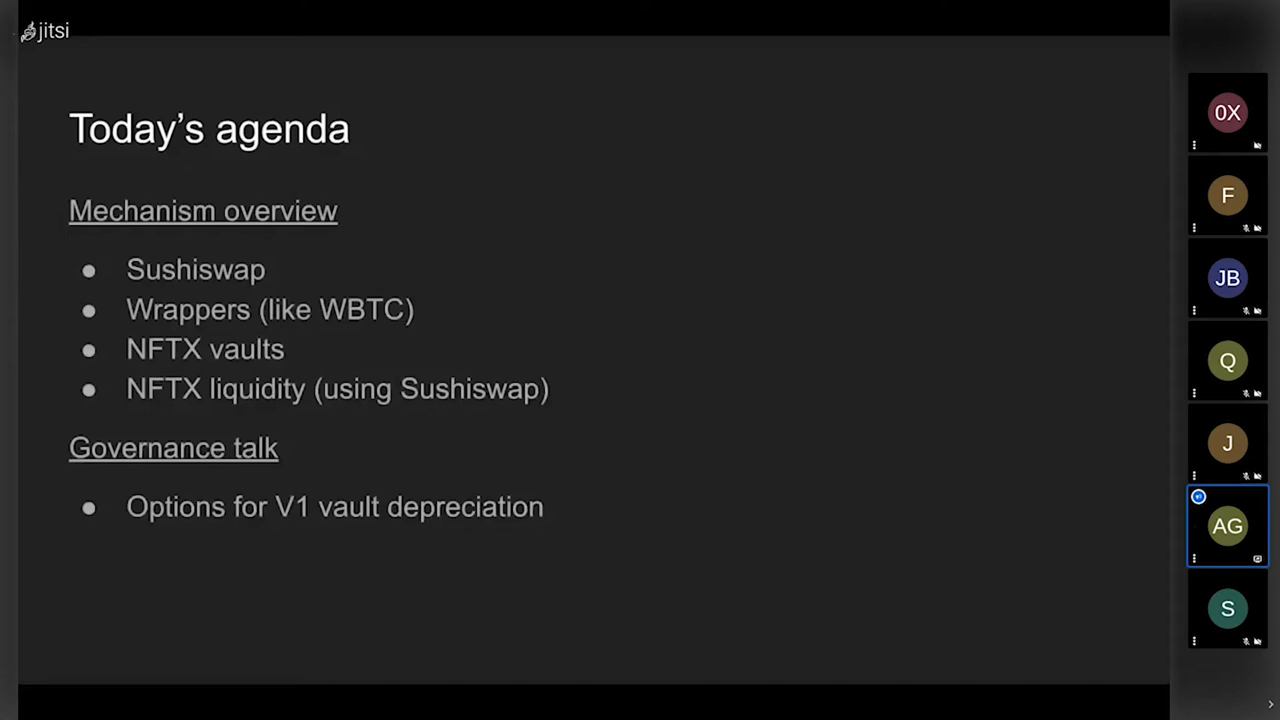 jitsi
Today's agenda
Mechanism overview
● Sushiswap
● Wrappers (like WBTC)
● NFTX vaults
● NFTX liquidity (using Sushiswap)
Governance talk
● Options for V1 vault depreciation
0X
F
JB
Q
J
AG
S